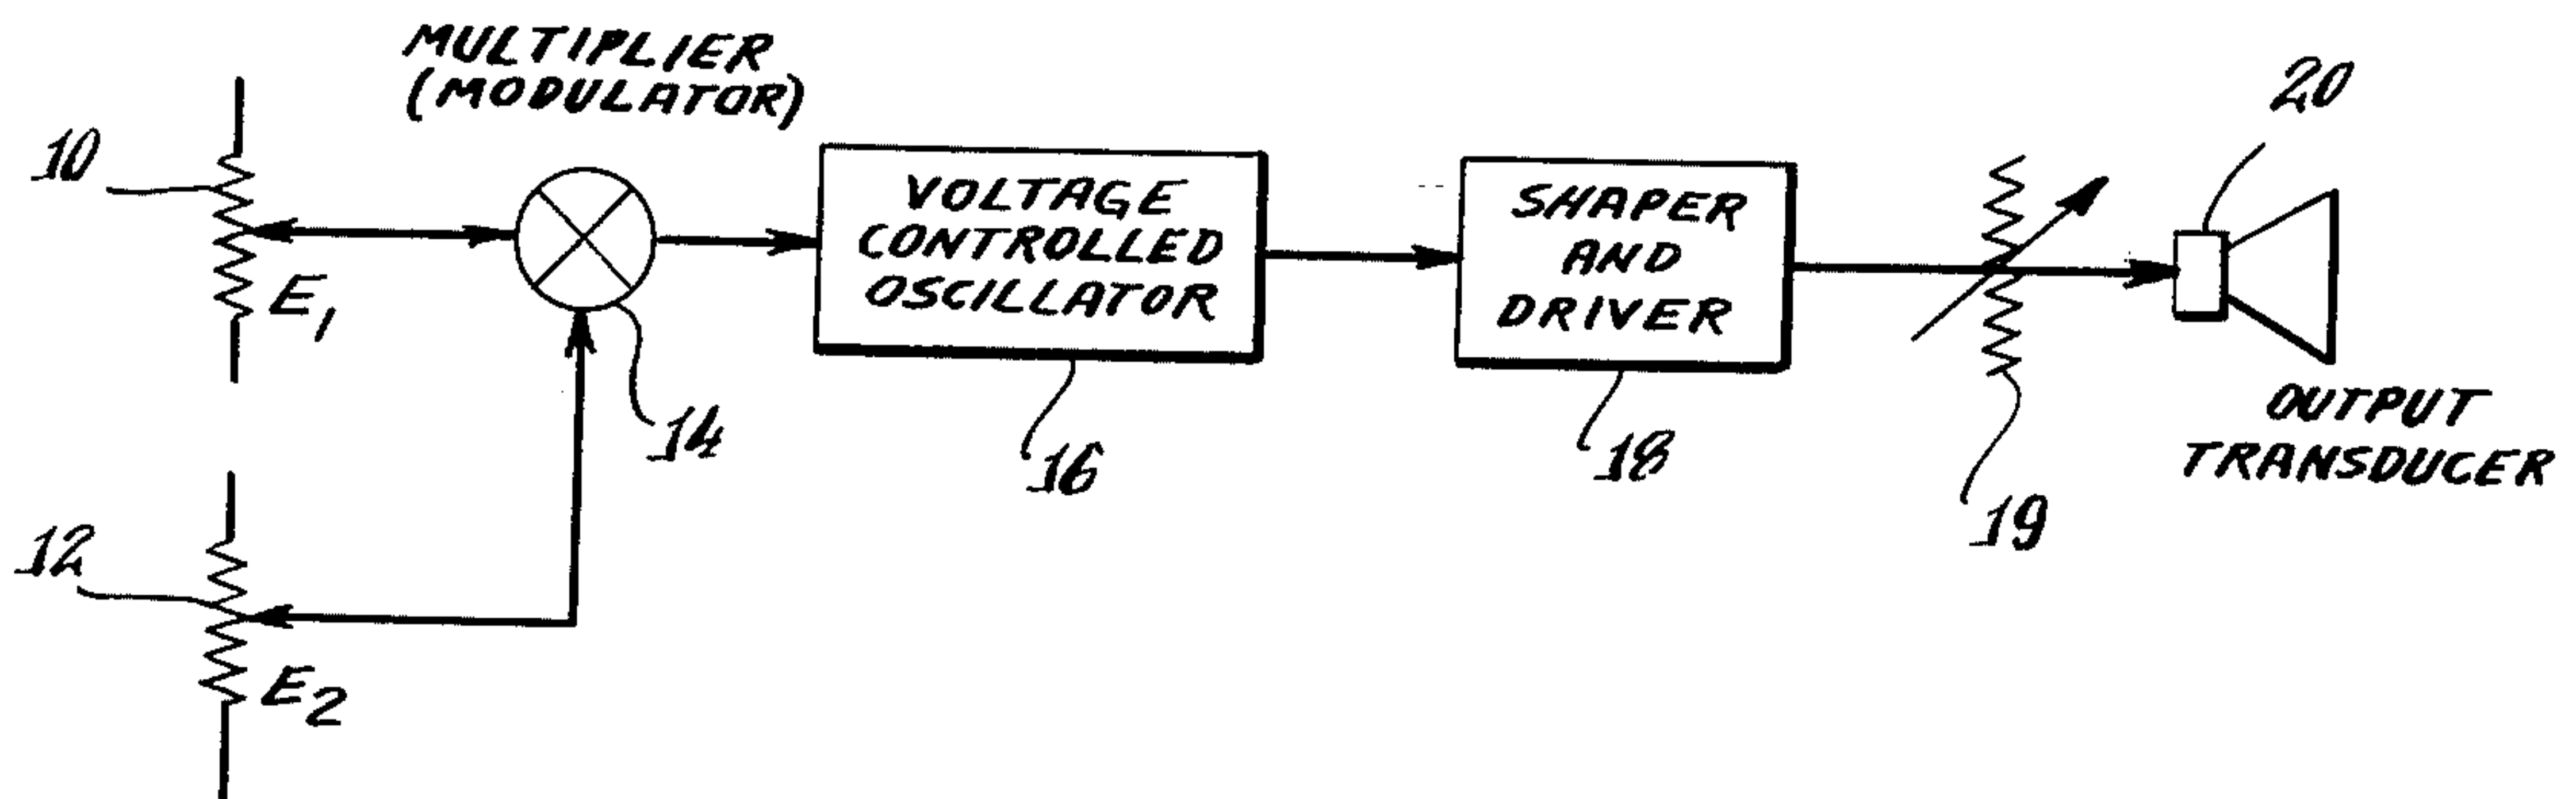 MULTIPLIER
(MODULATOR)
10
E1
14
VOLTAGE
CONTROLLED
OSCILLATOR
16
SHAPER
AND
DRIVER
18
19
20
OUTPUT
TRANSDUCER
12
E2